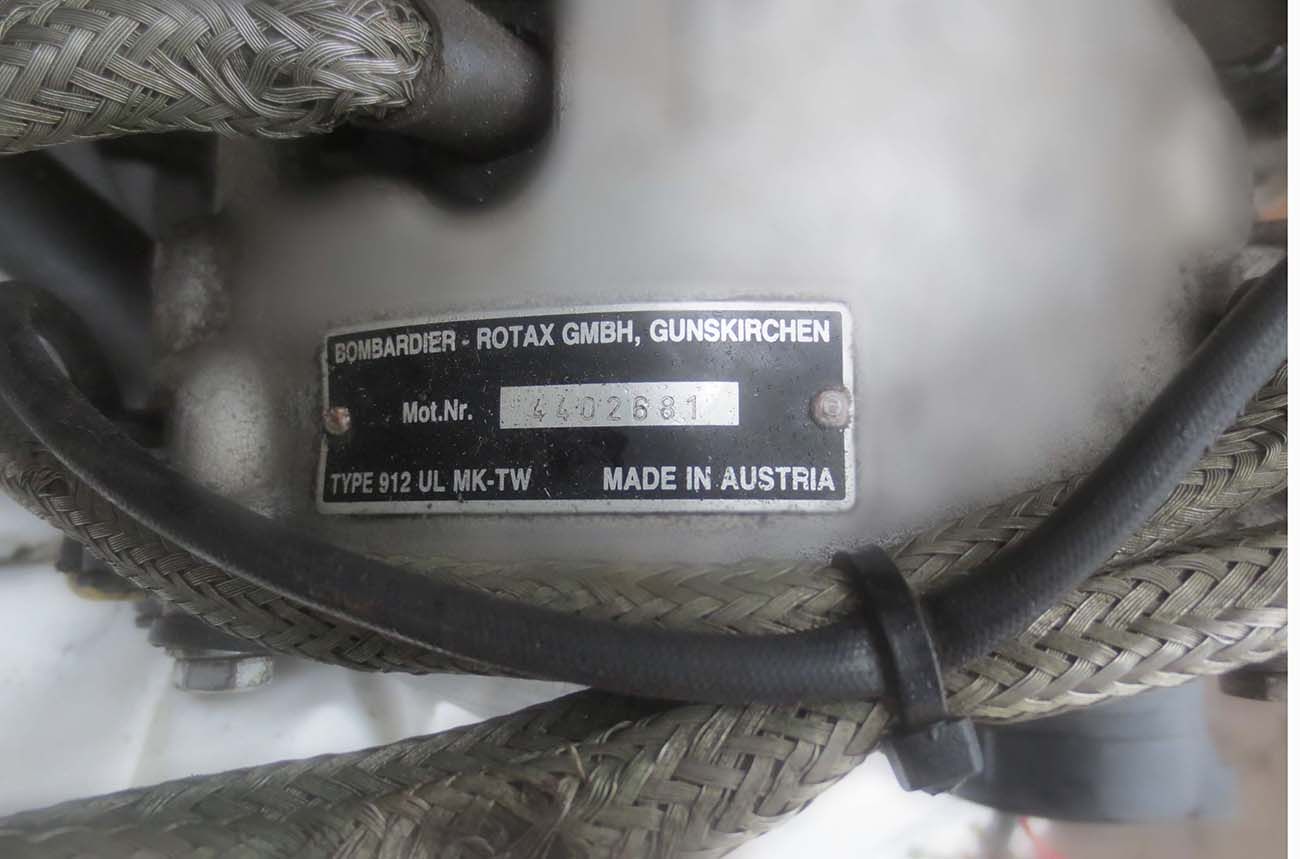 BOMBARDIER - ROTAX GMBH, GUNSKIRCHEN
Mot.Nr. 4402681
TYPE 912 UL MK-TW MADE IN AUSTRIA